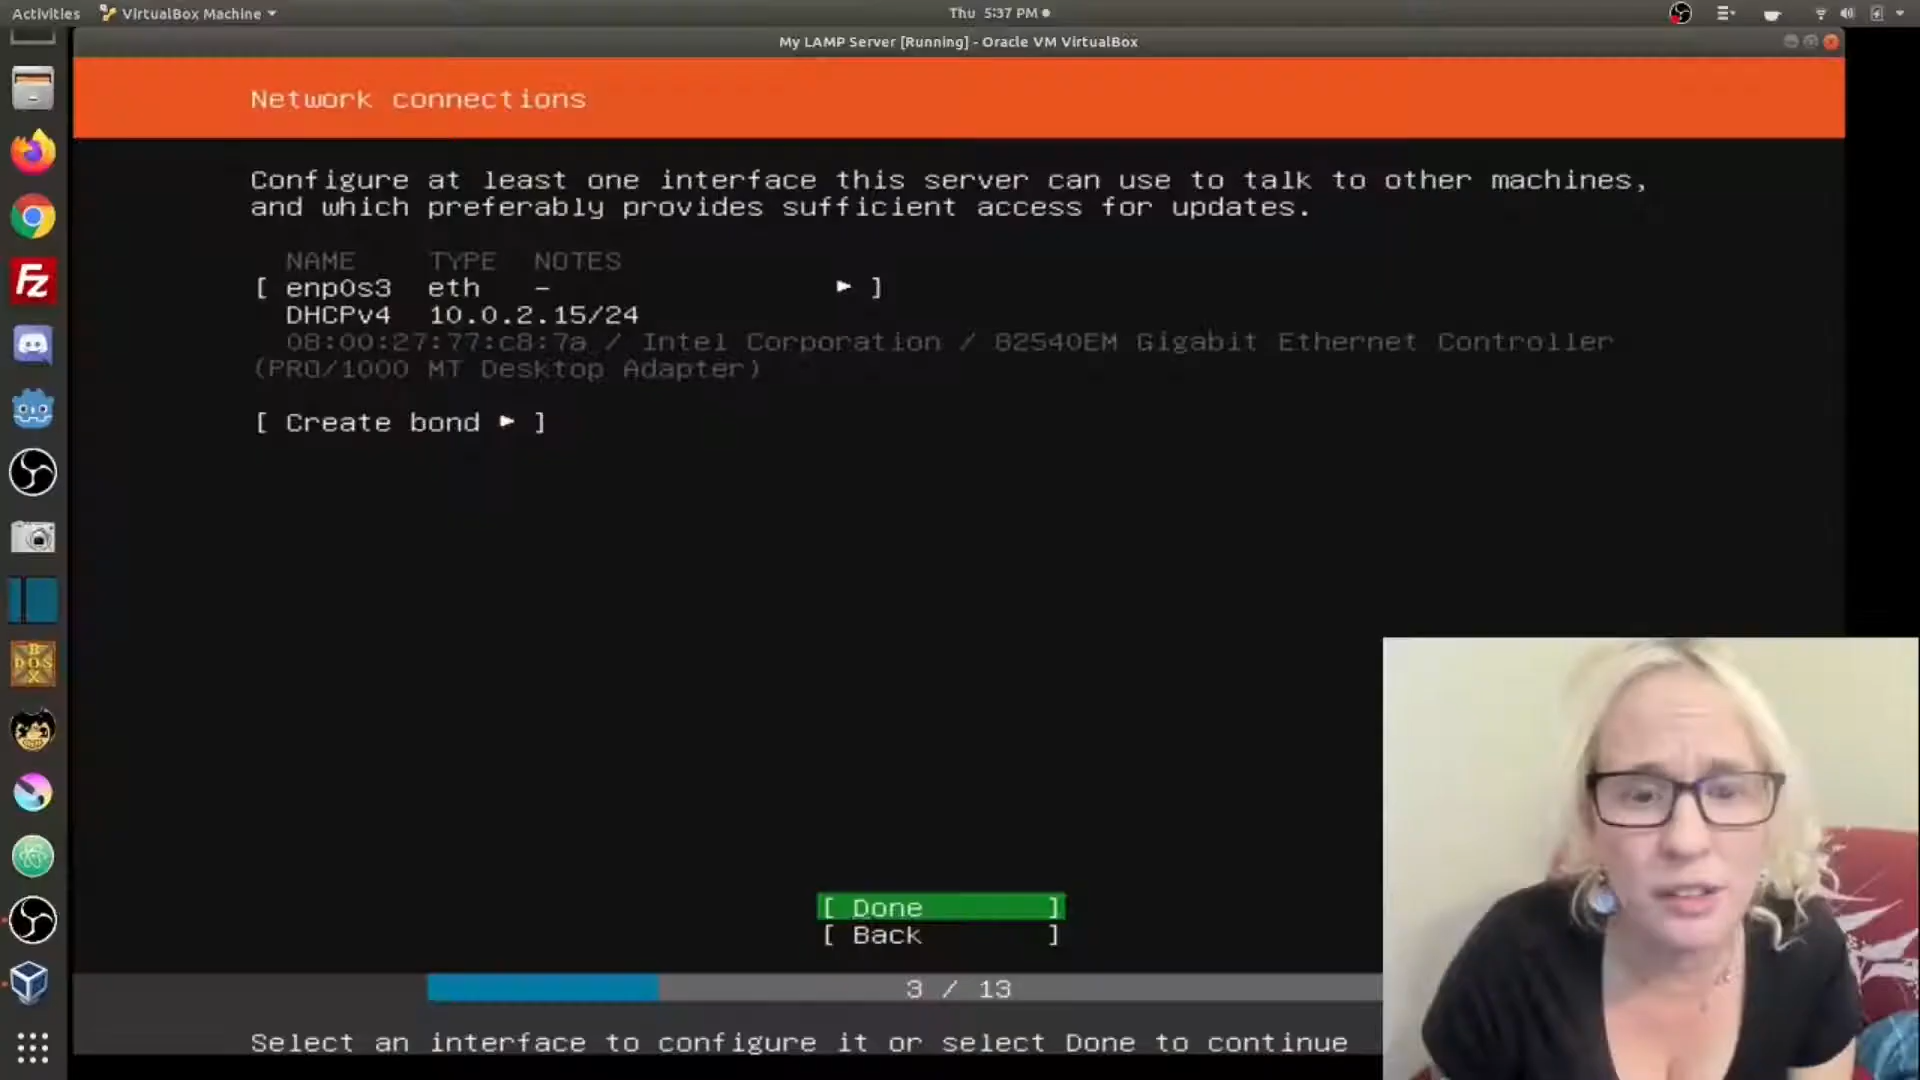 Activities VirtualBox Machine Thu 5:37 PM
My LAMP Server [Running] - Oracle VM VirtualBox
Network connections
Configure at least one interface this server can use to talk to other machines,
and which preferably provides sufficient access for updates.
NAME TYPE NOTES
[ enp0s3 eth - ▸ ]
DHCPv4 10.0.2.15/24
08:00:27:77:c8:7a / Intel Corporation / 82540EM Gigabit Ethernet Controller
(PRO/1000 MT Desktop Adapter)
[ Create bond ▸ ]
[ Done ]
[ Back ]
3 / 13
Select an interface to configure it or select Done to continue
FZ
B
DOS
X